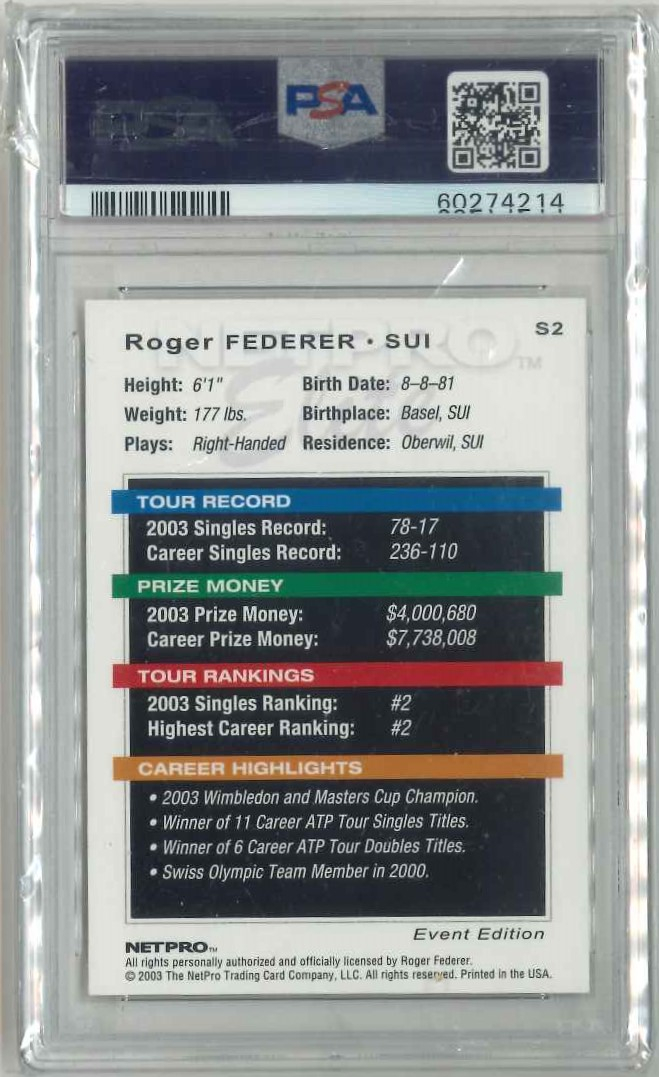 PSA
60274214
NETPRO™
Elite
Roger FEDERER • SUI S2
Height: 6'1" Birth Date: 8–8–81
Weight: 177 lbs. Birthplace: Basel, SUI
Plays: Right-Handed Residence: Oberwil, SUI
TOUR RECORD
2003 Singles Record: 78-17
Career Singles Record: 236-110
PRIZE MONEY
2003 Prize Money: $4,000,680
Career Prize Money: $7,738,008
TOUR RANKINGS
2003 Singles Ranking: #2
Highest Career Ranking: #2
CAREER HIGHLIGHTS
• 2003 Wimbledon and Masters Cup Champion.
• Winner of 11 Career ATP Tour Singles Titles.
• Winner of 6 Career ATP Tour Doubles Titles.
• Swiss Olympic Team Member in 2000.
Event Edition
NETPRO™
All rights personally authorized and officially licensed by Roger Federer.
© 2003 The NetPro Trading Card Company, LLC. All rights reserved. Printed in the USA.